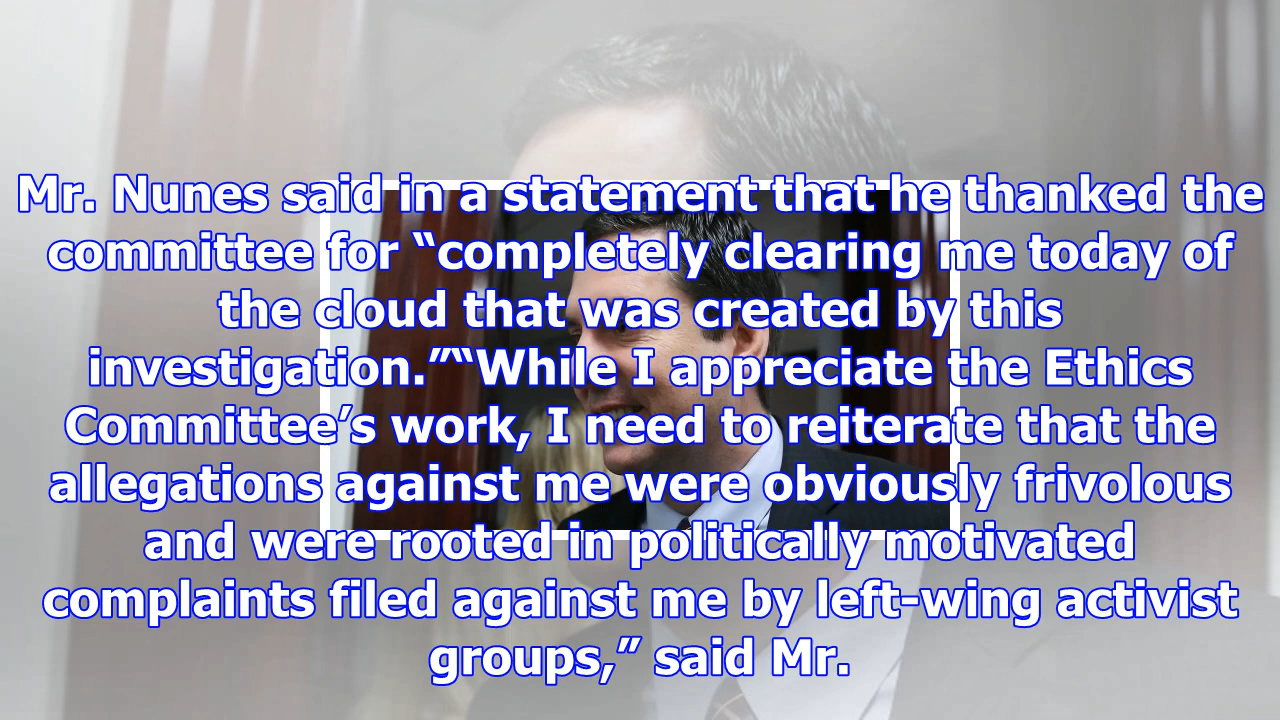 Mr. Nunes said in a statement that he thanked the
committee for “completely clearing me today of
the cloud that was created by this
investigation.”“While I appreciate the Ethics
Committee’s work, I need to reiterate that the
allegations against me were obviously frivolous
and were rooted in politically motivated
complaints filed against me by left-wing activist
groups,” said Mr.